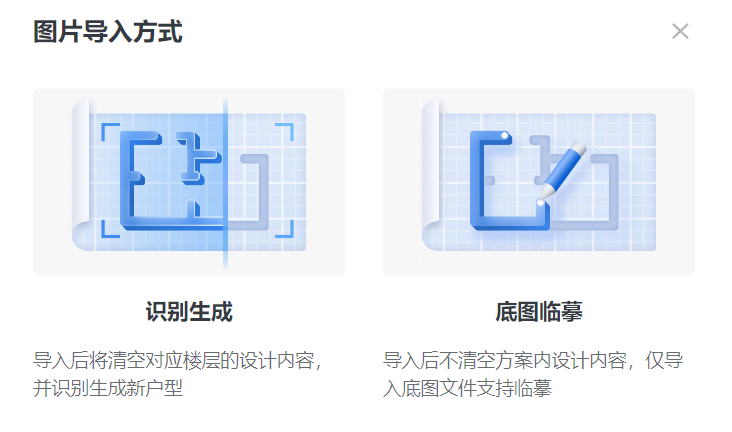 图片导入方式
识别生成
导入后将清空对应楼层的设计内容，
并识别生成新户型
底图临摹
导入后不清空方案内设计内容，仅导
入底图文件支持临摹